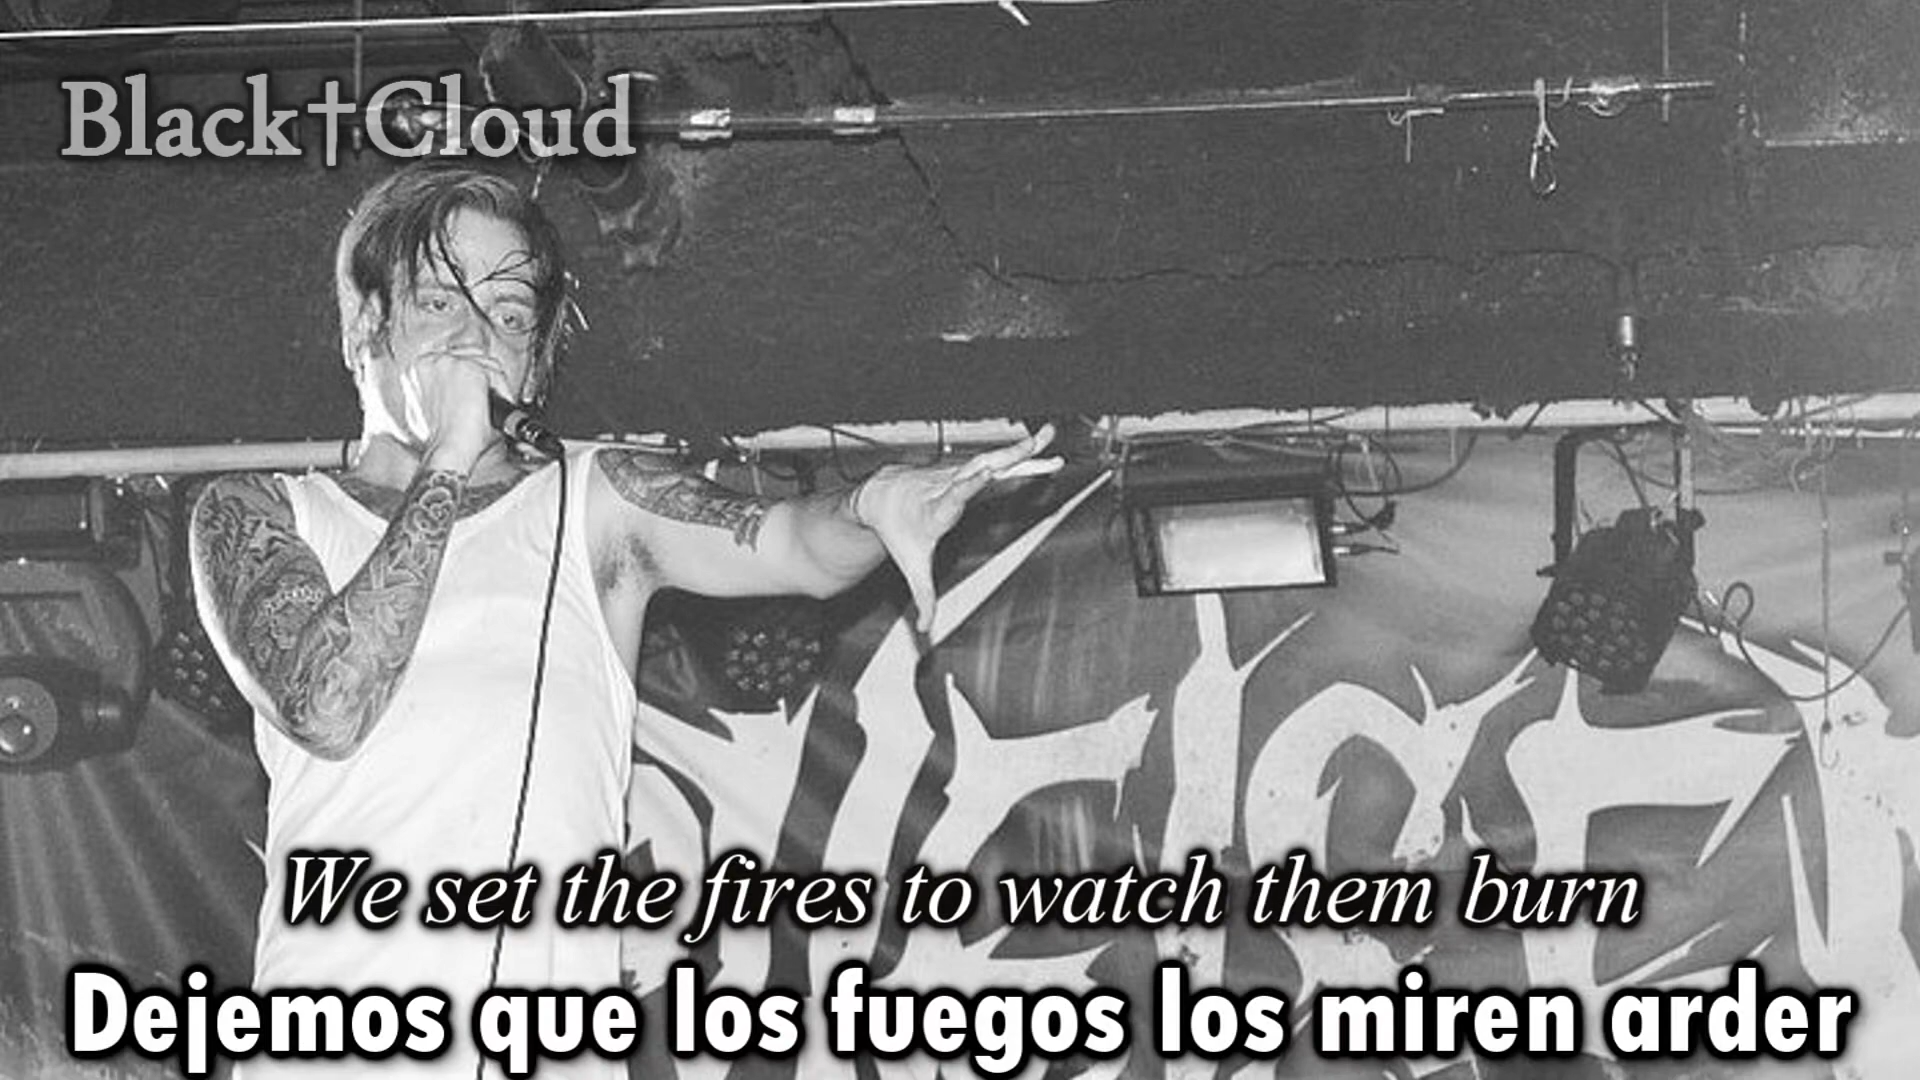 Black†Cloud
We set the fires to watch them burn
Dejemos que los fuegos los miren arder